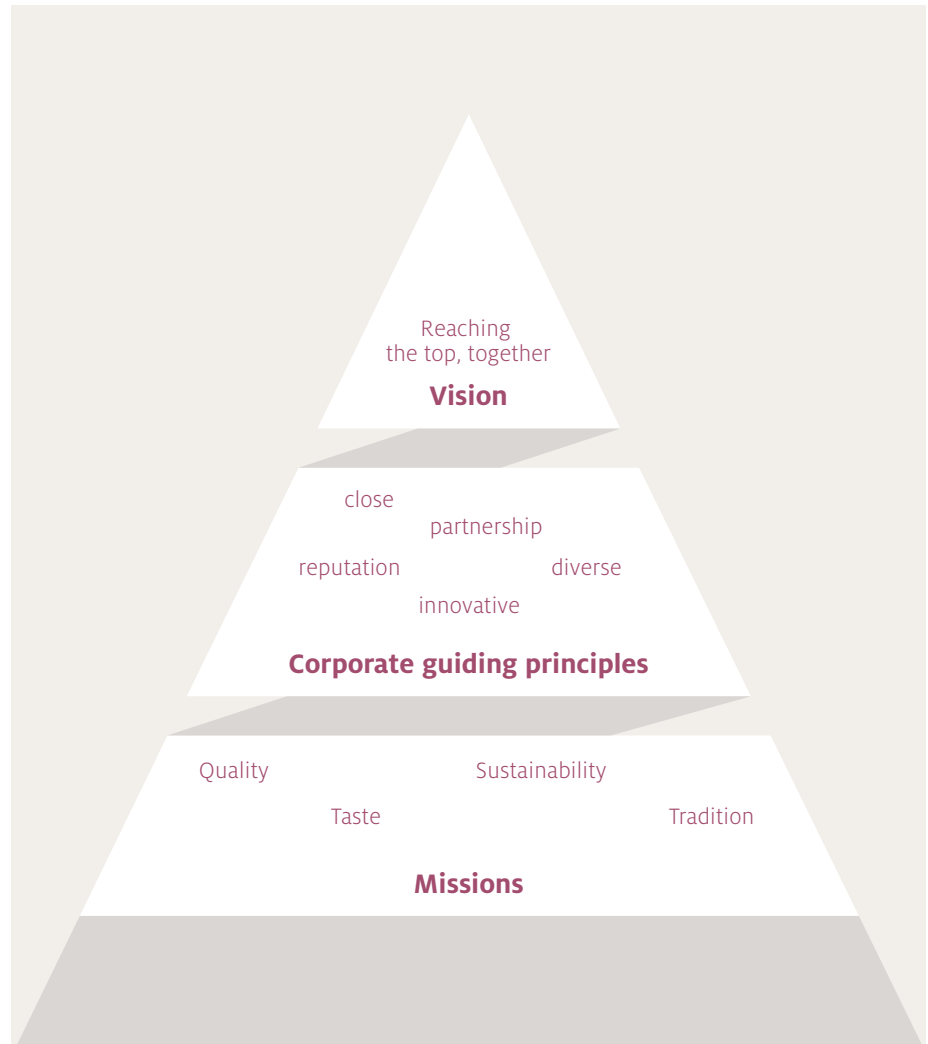 Reaching
the top, together
Vision
close
partnership
reputation diverse
innovative
Corporate guiding principles
Quality Sustainability
Taste Tradition
Missions